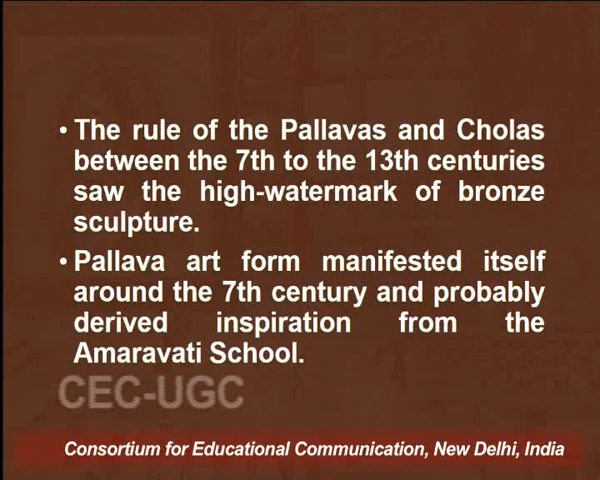 • The rule of the Pallavas and Cholas
between the 7th to the 13th centuries
saw the high-watermark of bronze
sculpture.
• Pallava art form manifested itself
around the 7th century and probably
derived inspiration from the
Amaravati School.
CEC-UGC
Consortium for Educational Communication, New Delhi, India